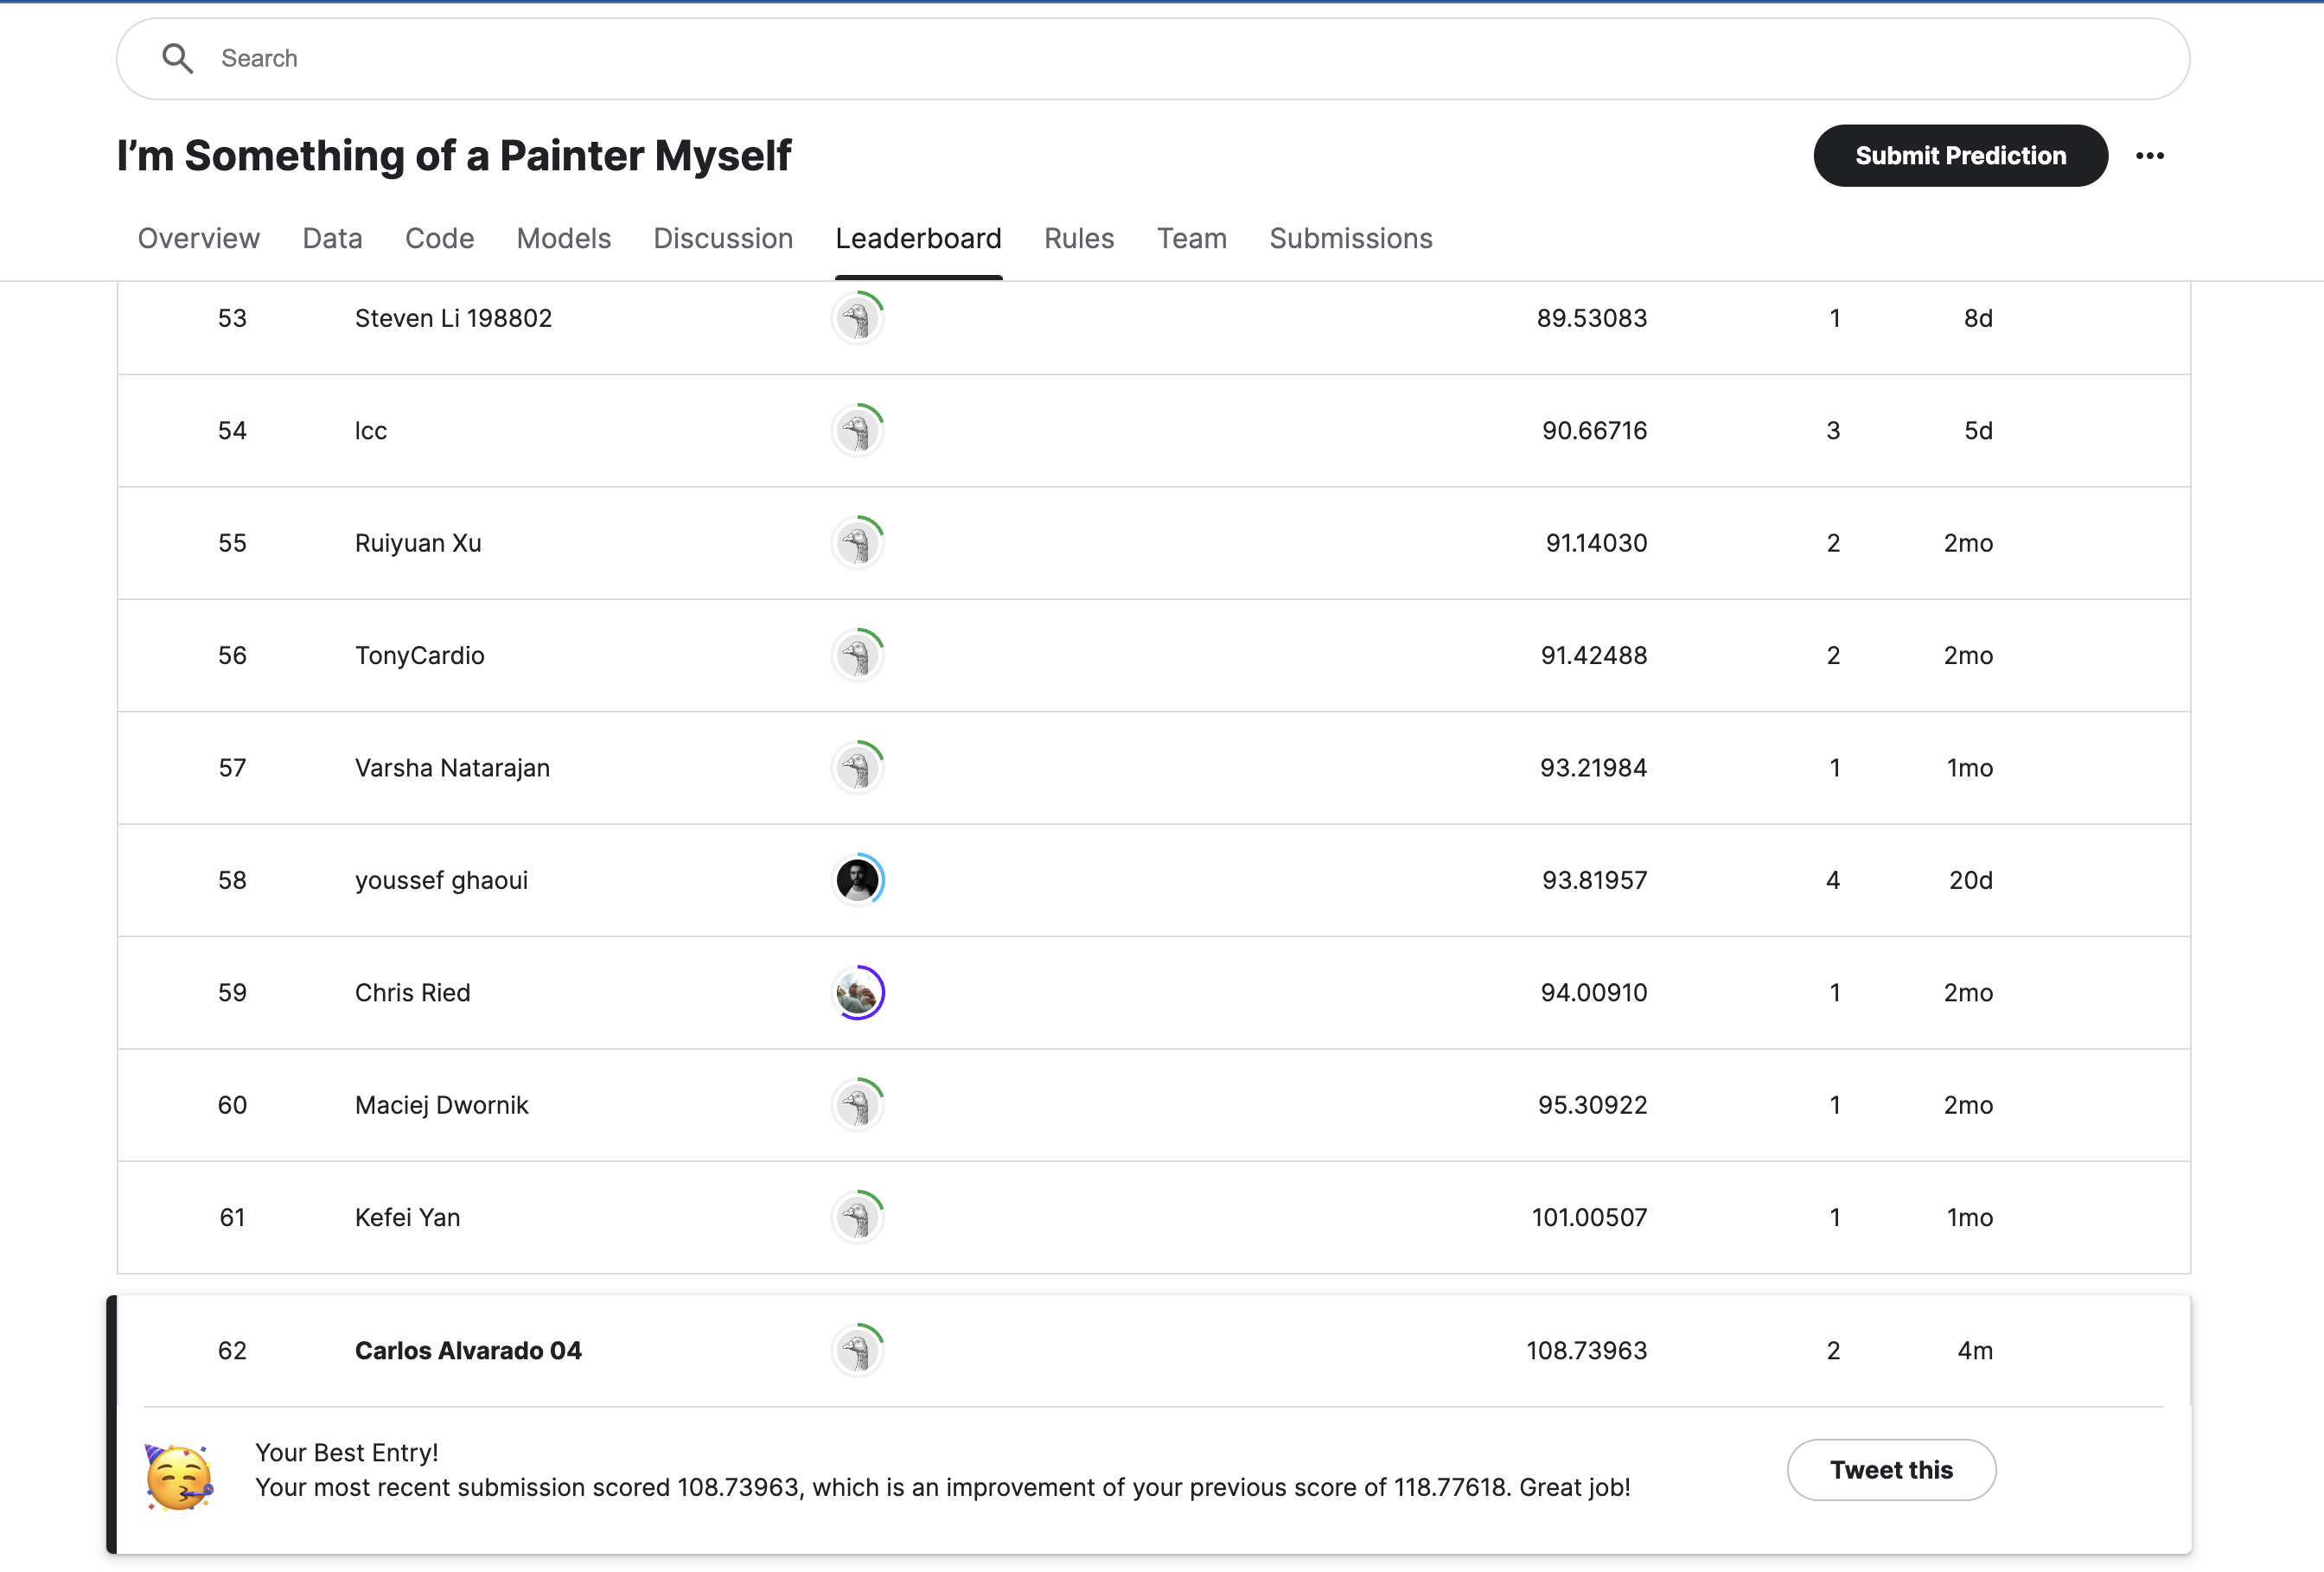 Search
I’m Something of a Painter Myself
Submit Prediction
Overview Data Code Models Discussion Leaderboard Rules Team Submissions
53 Steven Li 198802 89.53083 1 8d
54 lcc 90.66716 3 5d
55 Ruiyuan Xu 91.14030 2 2mo
56 TonyCardio 91.42488 2 2mo
57 Varsha Natarajan 93.21984 1 1mo
58 youssef ghaoui 93.81957 4 20d
59 Chris Ried 94.00910 1 2mo
60 Maciej Dwornik 95.30922 1 2mo
61 Kefei Yan 101.00507 1 1mo
62 Carlos Alvarado 04 108.73963 2 4m
Your Best Entry!
Your most recent submission scored 108.73963, which is an improvement of your previous score of 118.77618. Great job!
Tweet this